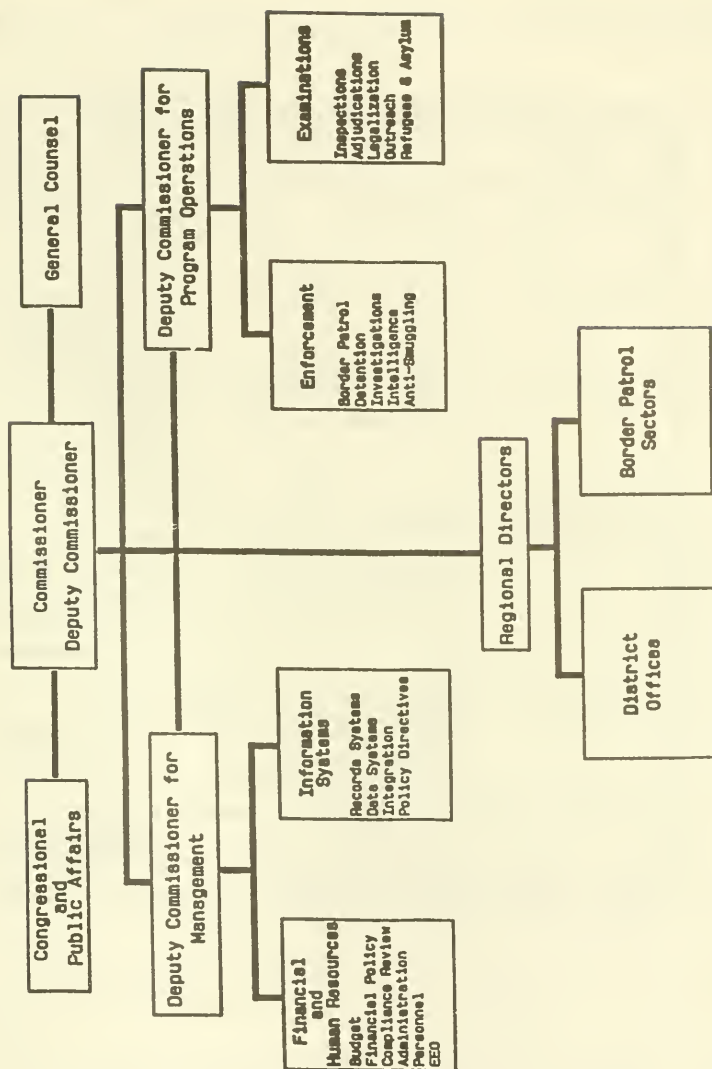 Congressional
and
Public Affairs
Commissioner
Deputy Commissioner
General Counsel
Deputy Commissioner for
Management
Deputy Commissioner for
Program Operations
Financial
and
Human Resources
Budget
Financial Policy
Compliance Review
Administration
Personnel
EEO
Information
Systems
Records Systems
Data Systems
Integration
Policy Directives
Enforcement
Border Patrol
Detention
Investigations
Intelligence
Anti-Smuggling
Examinations
Inspections
Adjudications
Legalization
Outreach
Refugees & Asylum
Regional Directors
District
Offices
Border Patrol
Sectors